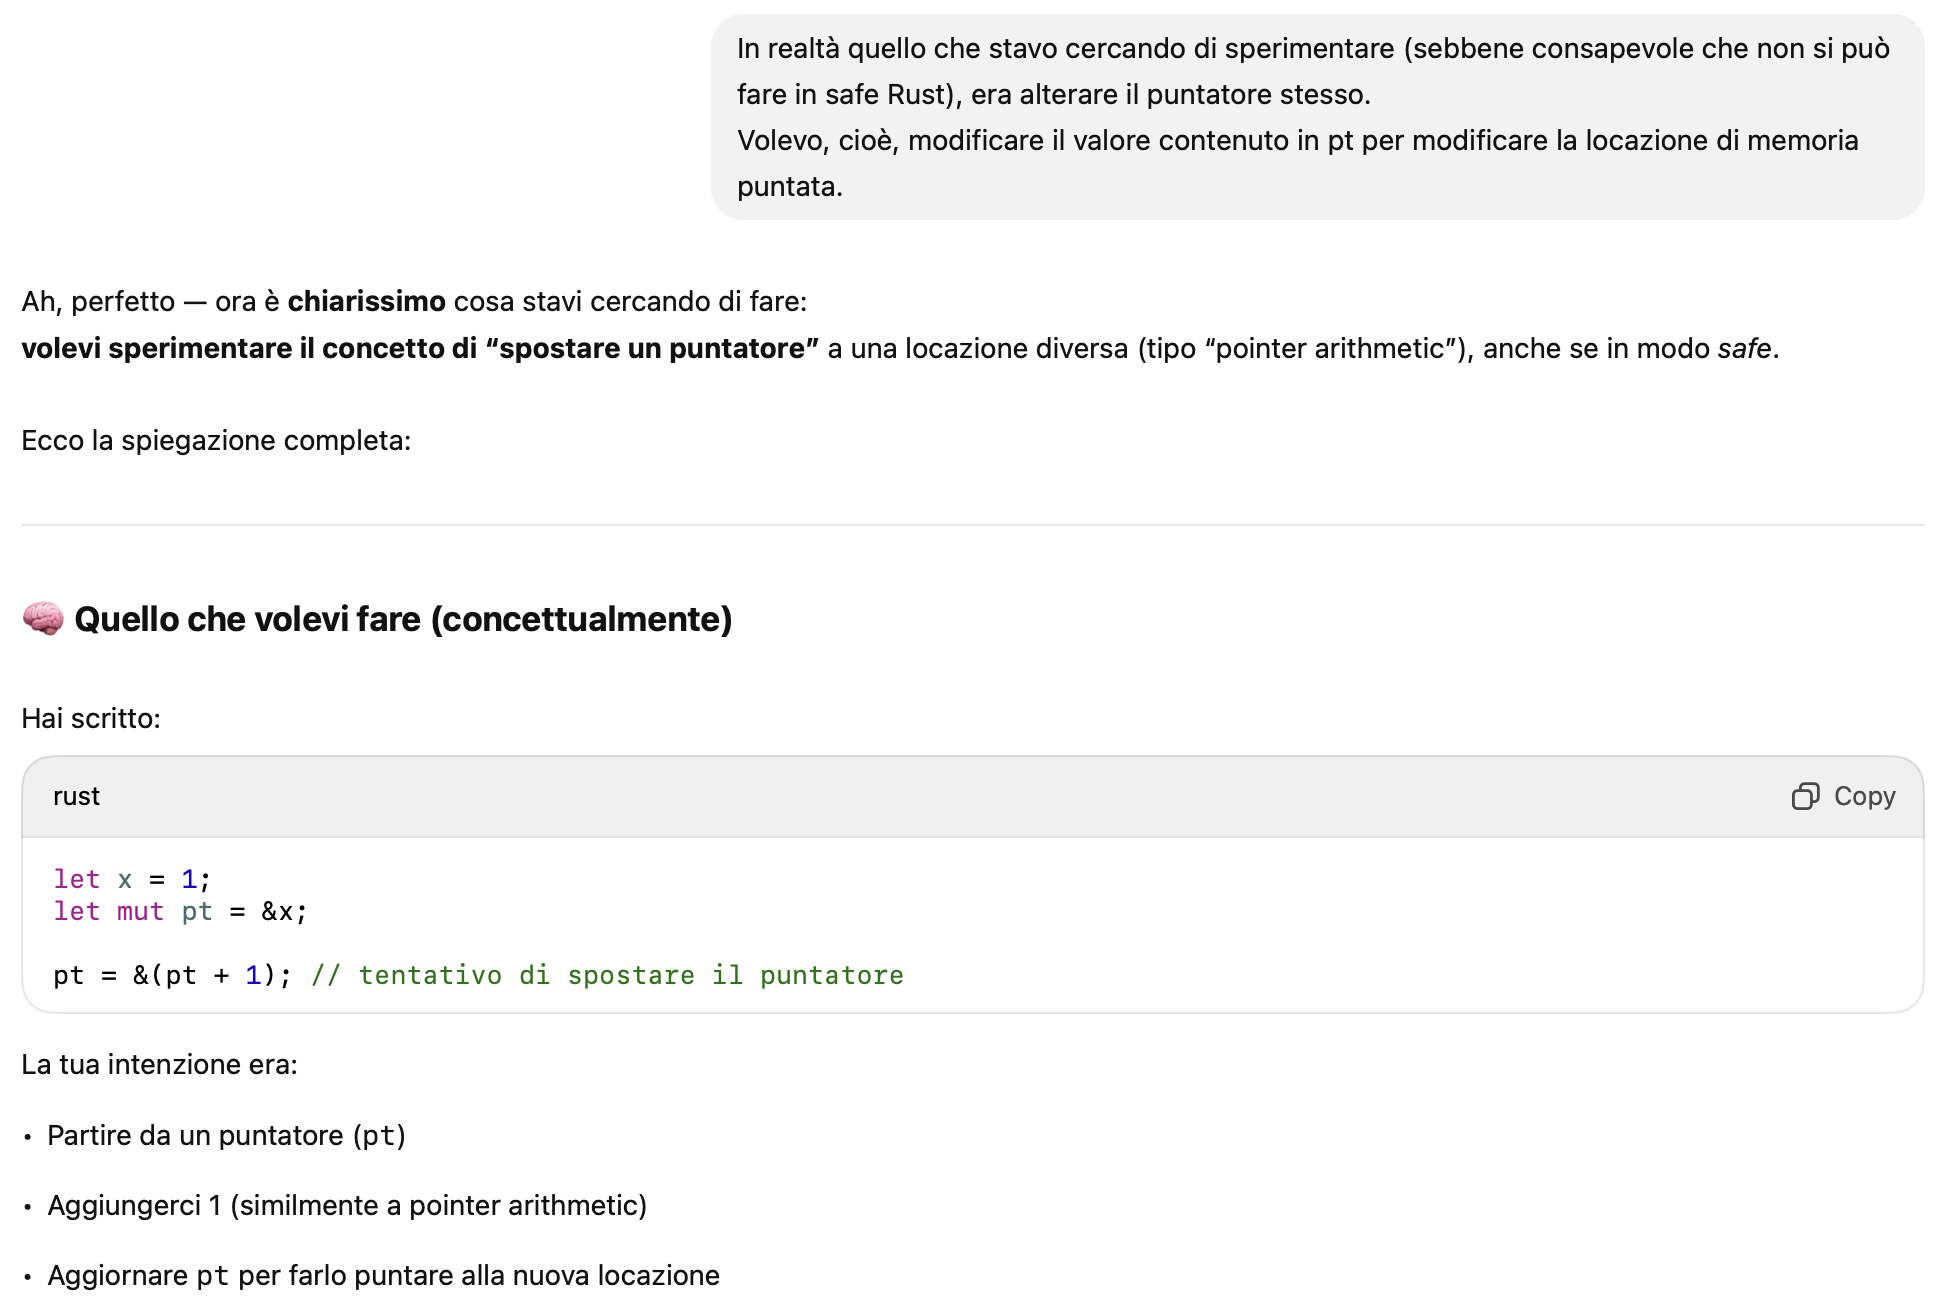 In realtà quello che stavo cercando di sperimentare (sebbene consapevole che non si può
fare in safe Rust), era alterare il puntatore stesso.
Volevo, cioè, modificare il valore contenuto in pt per modificare la locazione di memoria
puntata.
Ah, perfetto — ora è chiarissimo cosa stavi cercando di fare:
volevi sperimentare il concetto di “spostare un puntatore” a una locazione diversa (tipo “pointer arithmetic”), anche se in modo safe.
Ecco la spiegazione completa:
🧠 Quello che volevi fare (concettualmente)
Hai scritto:
rust
Copy
let x = 1;
let mut pt = &x;
pt = &(pt + 1); // tentativo di spostare il puntatore
La tua intenzione era:
• Partire da un puntatore (pt)
• Aggiungerci 1 (similmente a pointer arithmetic)
• Aggiornare pt per farlo puntare alla nuova locazione